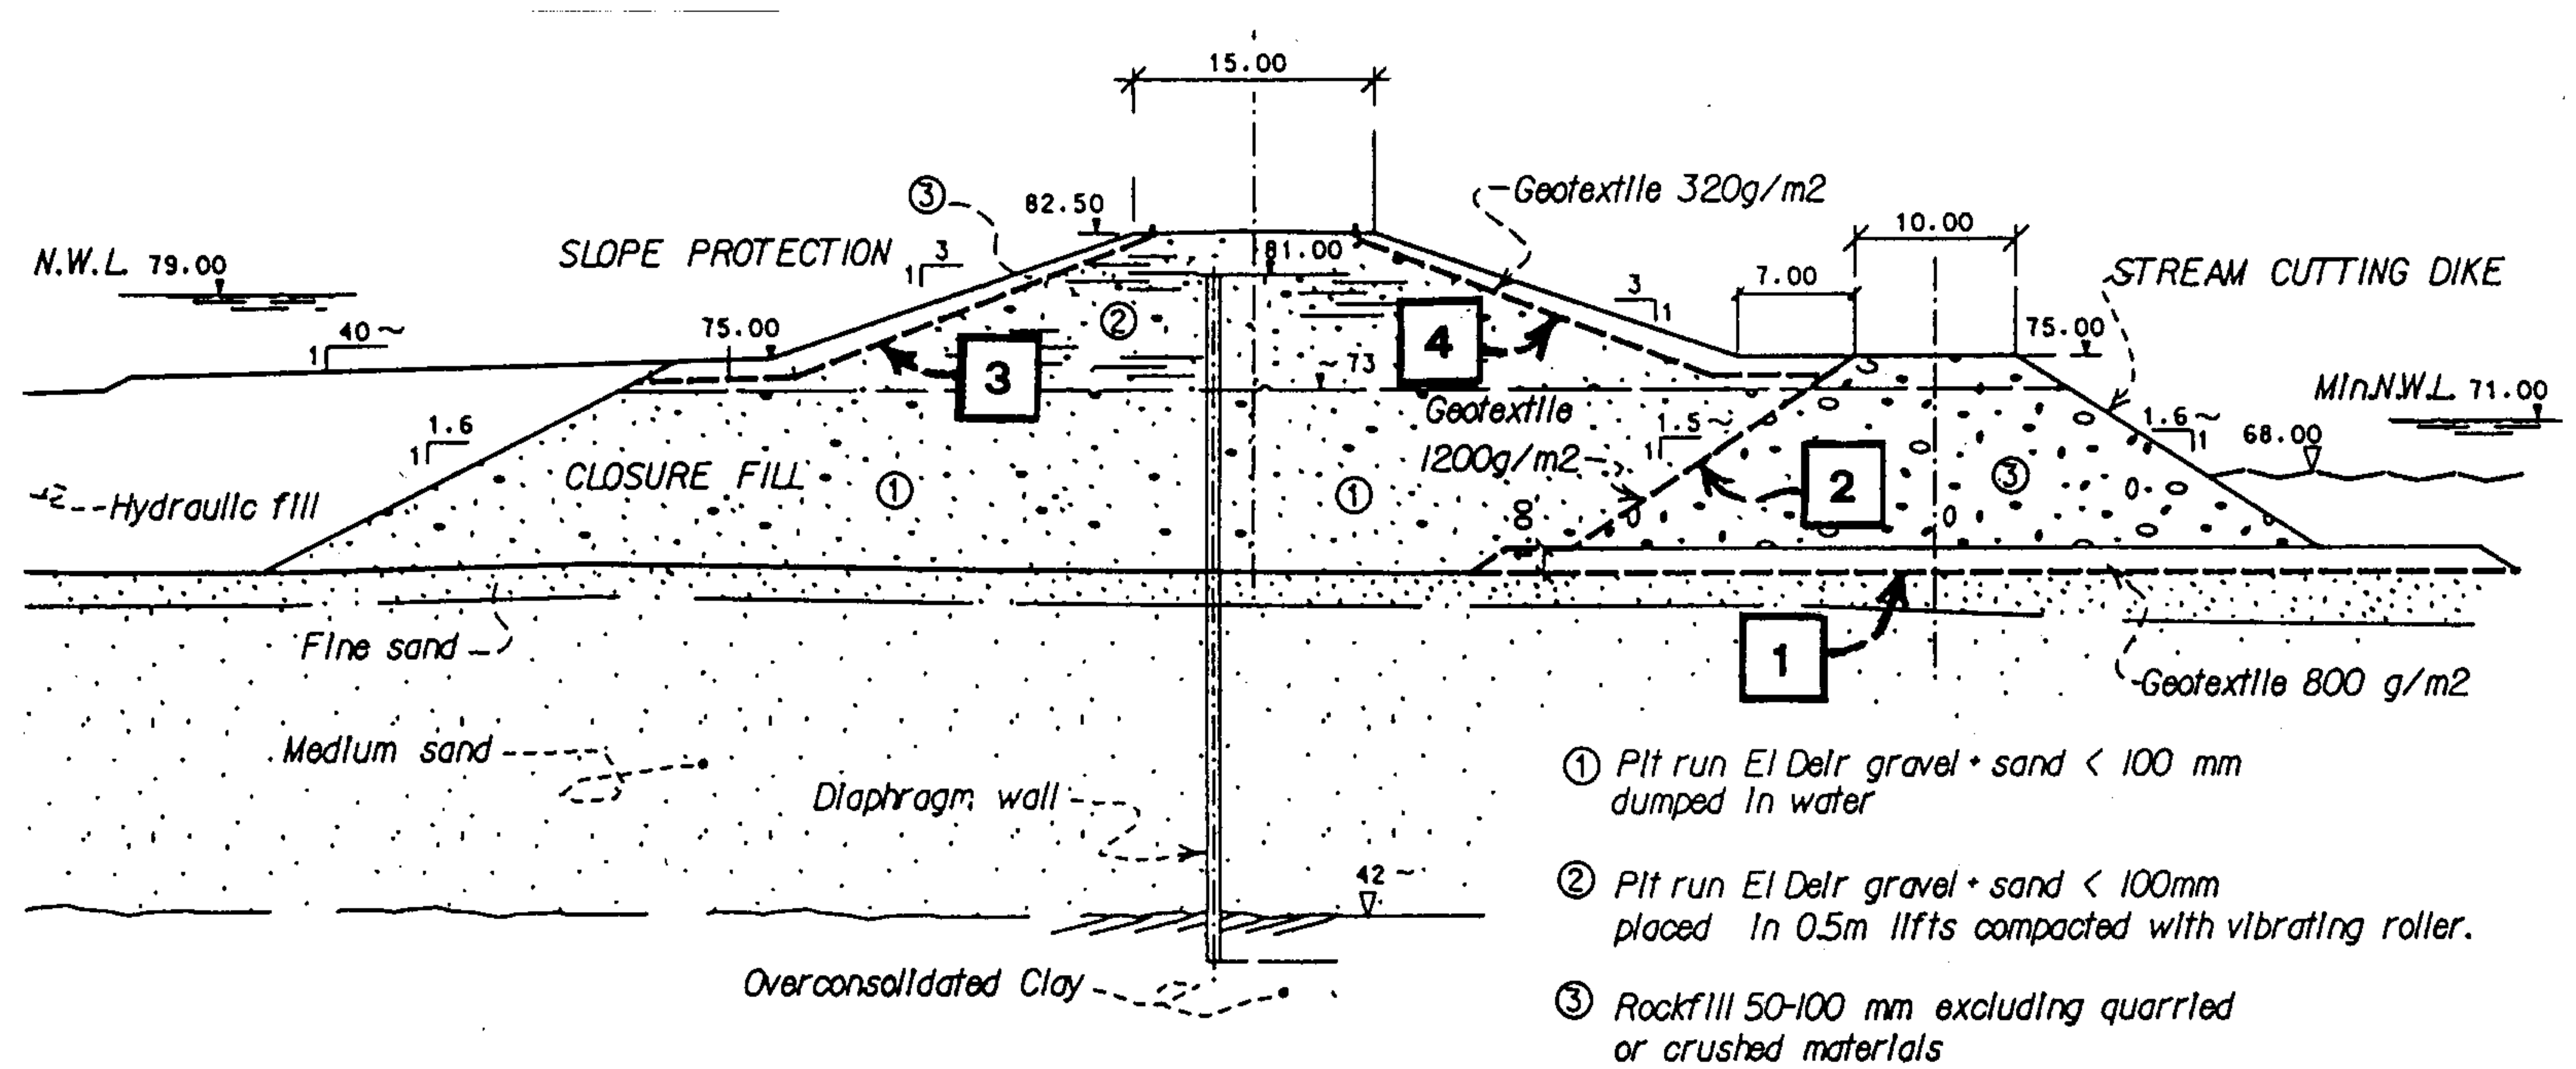 15.00
③
82.50
Geotextile 320g/m2
10.00
N.W.L. 79.00
SLOPE PROTECTION
1 3
81.00
7.00
3 1
STREAM CUTTING DIKE
40~
1
75.00
②
3
4
~73
75.00
Min.N.W.L. 71.00
1.6
1
Geotextile
1200g/m2
1.5~
1
1.6~
1
68.00
CLOSURE FILL
①
①
2
③
Hydraulic fill
1.00
Fine sand
1
Geotextile 800 g/m2
Medium sand
Diaphragm wall
42~
Overconsolidated Clay
① Pit run El Deir gravel + sand < 100 mm
dumped in water
② Pit run El Deir gravel + sand < 100mm
placed in 0.5m lifts compacted with vibrating roller.
③ Rockfill 50-100 mm excluding quarried
or crushed materials